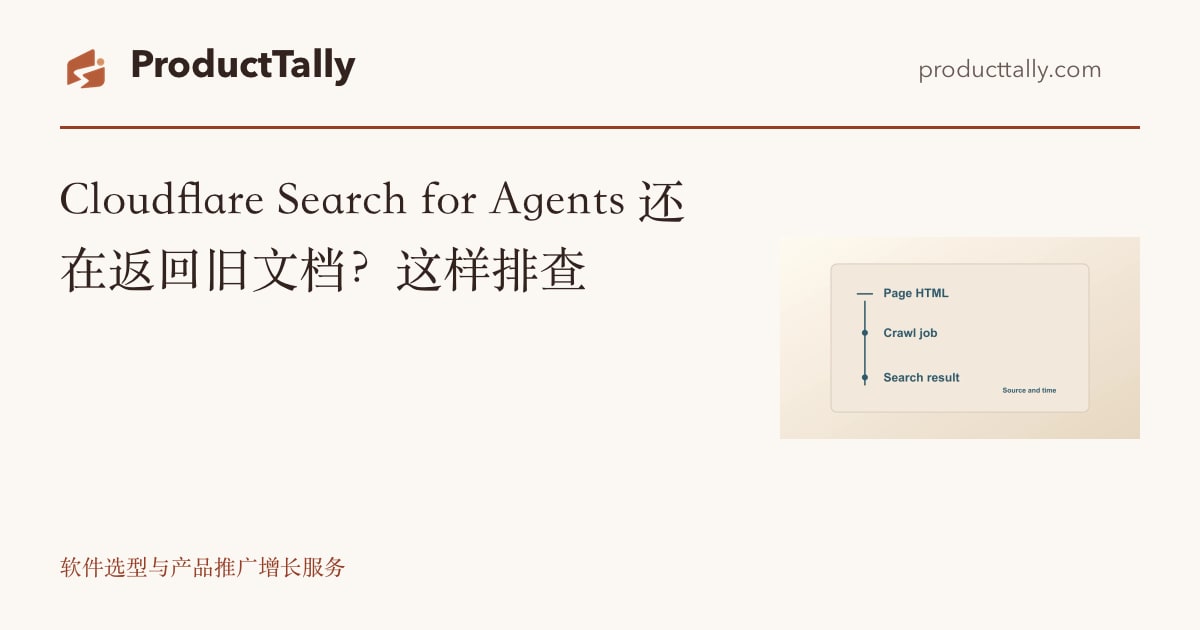 ProductTally
producttally.com
Cloudflare Search for Agents 还
在返回旧文档？这样排查
Page HTML
Crawl job
Search result
Source and time
软件选型与产品推广增长服务